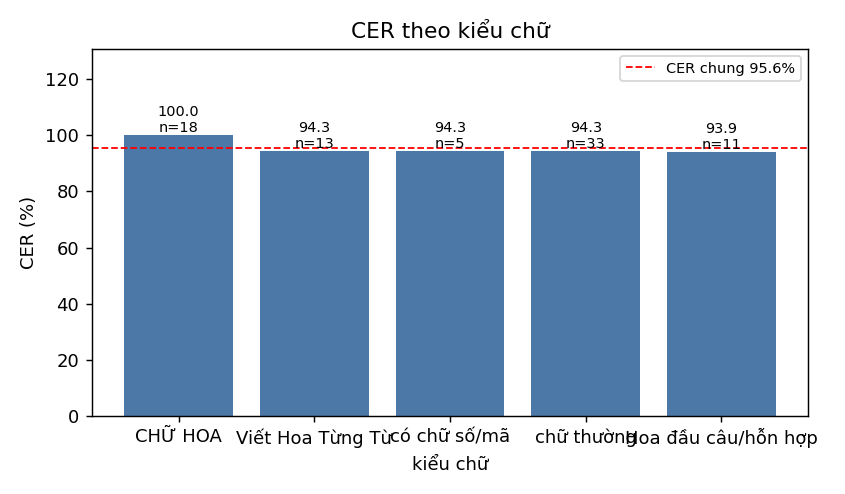 CER theo kiểu chữ
CER chung 95.6%
CER (%)
120
100
80
60
40
20
0
100.0
n=18
94.3
n=13
94.3
n=5
94.3
n=33
93.9
n=11
CHỮ HOA
Viết Hoa Từng Từ
có chữ số/mã
chữ thường
Hoa đầu câu/hỗn hợp
kiểu chữ